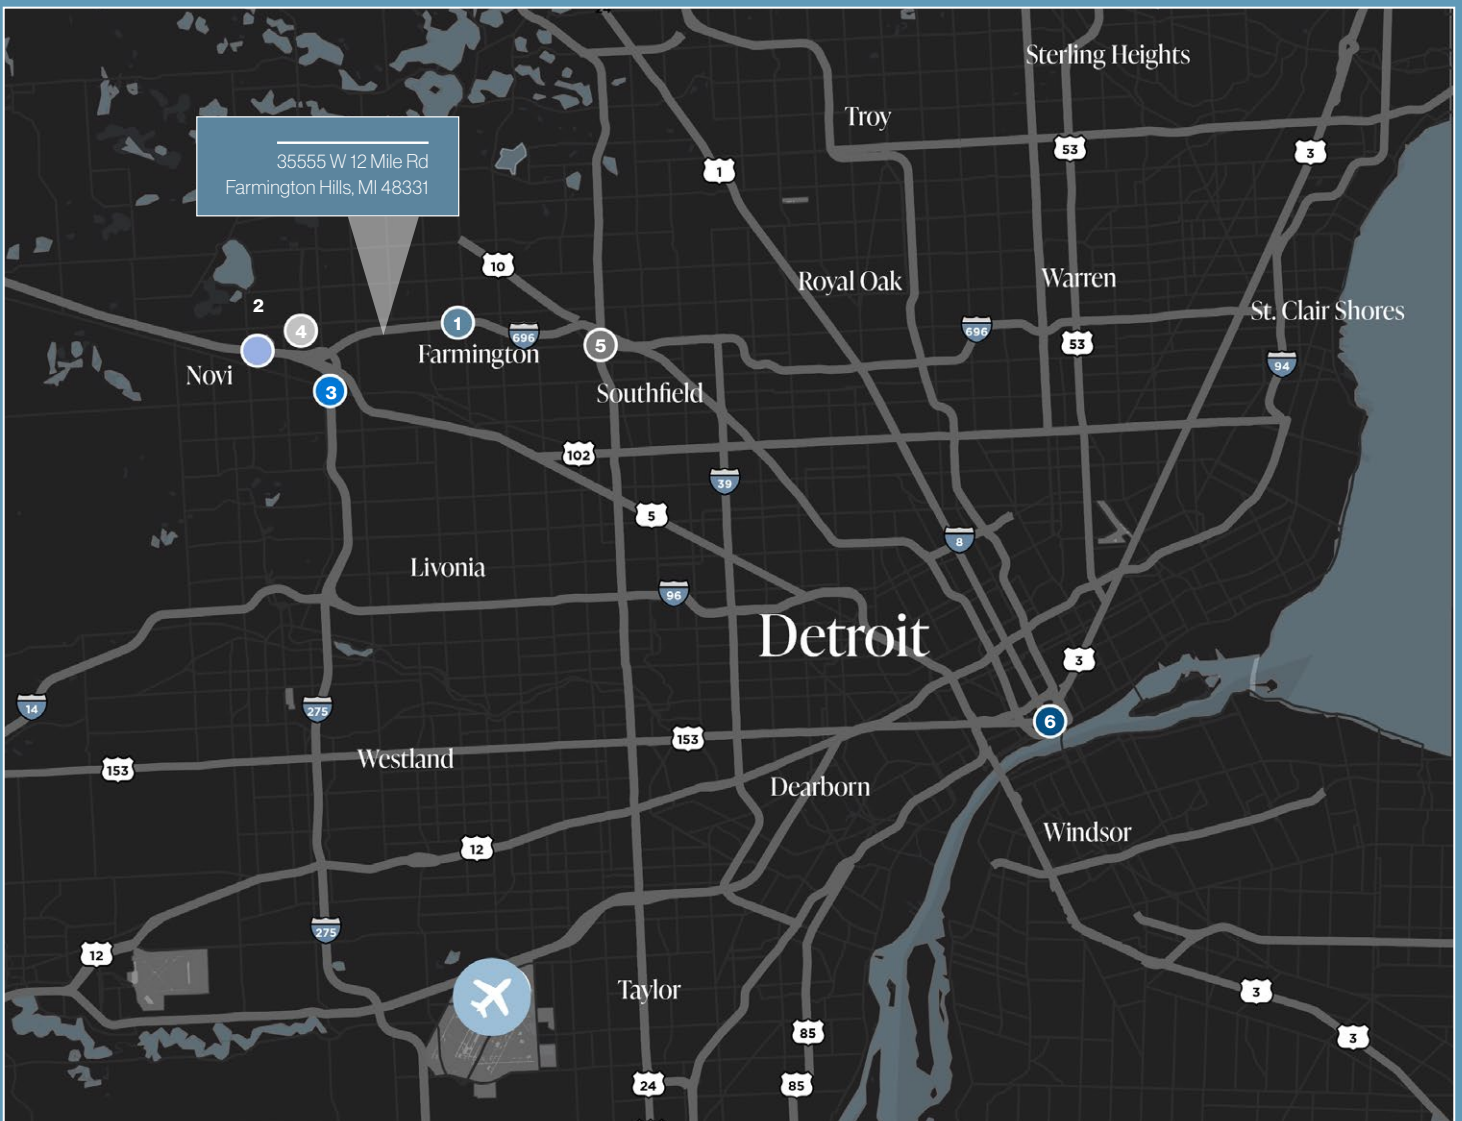 Sterling Heights
Troy
53
3
35555 W 12 Mile Rd
Farmington Hills, MI 48331
1
10
Royal Oak
Warren
2
4
1
696
696
St. Clair Shores
Farmington
5
53
94
Novi
3
Southfield
102
39
5
8
Livonia
96
Detroit
3
14
275
6
153
153
Westland
Dearborn
Windsor
12
275
12
Taylor
3
85
3
24
85